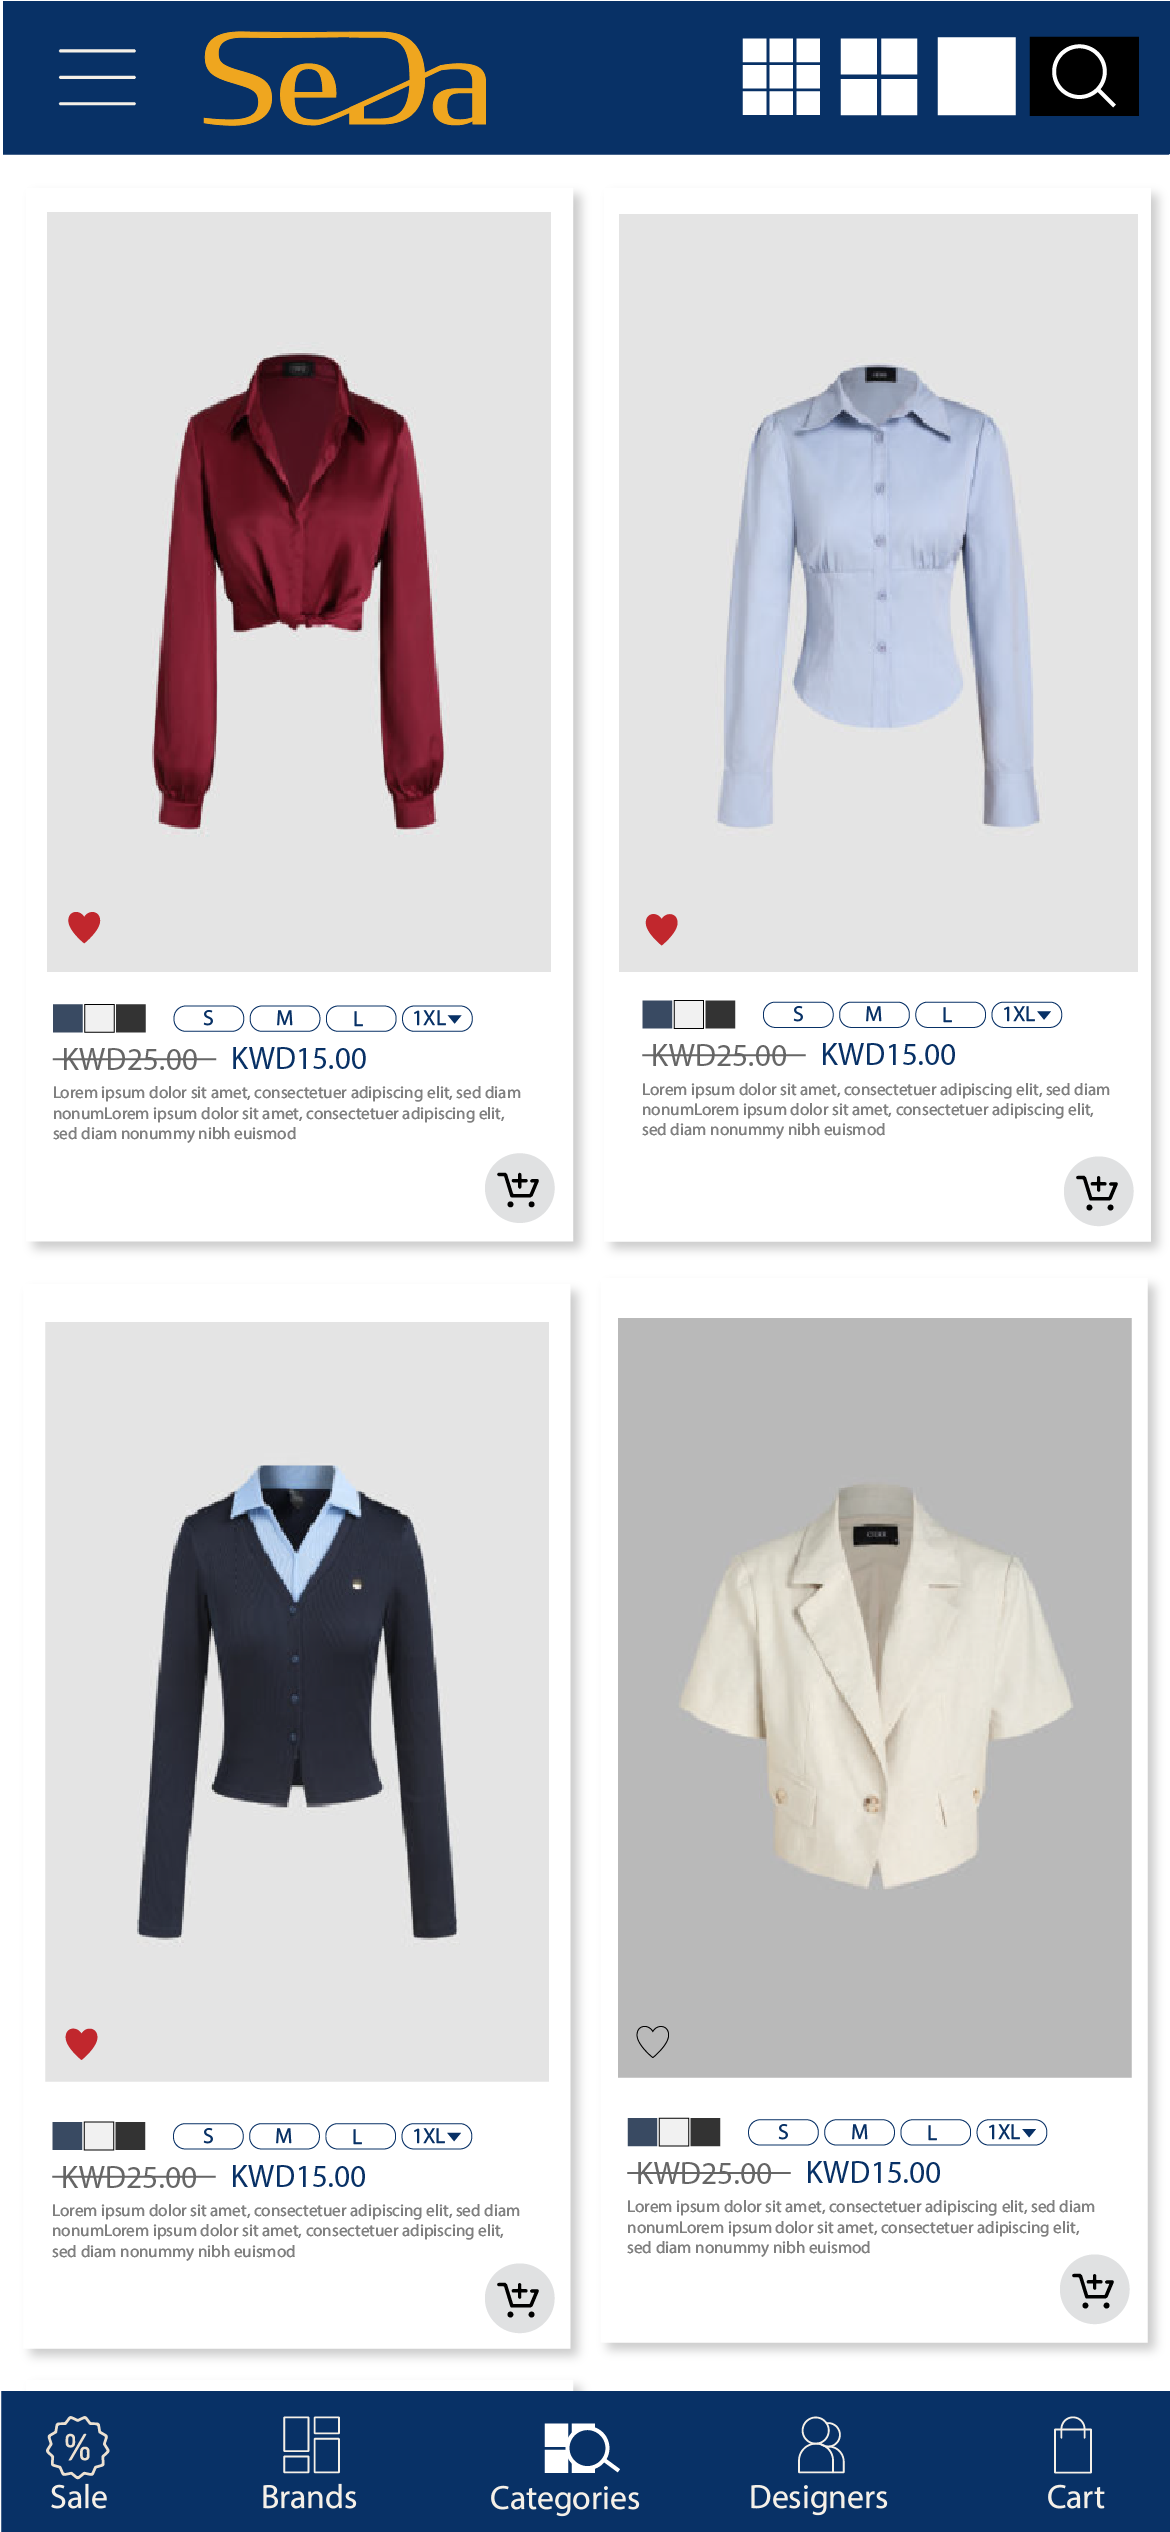 SeDa
S M L 1XL
KWD25.00 KWD15.00
Lorem ipsum dolor sit amet, consectetuer adipiscing elit, sed diam
nonumLorem ipsum dolor sit amet, consectetuer adipiscing elit,
sed diam nonummy nibh euismod
S M L 1XL
KWD25.00 KWD15.00
Lorem ipsum dolor sit amet, consectetuer adipiscing elit, sed diam
nonumLorem ipsum dolor sit amet, consectetuer adipiscing elit,
sed diam nonummy nibh euismod
S M L 1XL
KWD25.00 KWD15.00
Lorem ipsum dolor sit amet, consectetuer adipiscing elit, sed diam
nonumLorem ipsum dolor sit amet, consectetuer adipiscing elit,
sed diam nonummy nibh euismod
S M L 1XL
KWD25.00 KWD15.00
Lorem ipsum dolor sit amet, consectetuer adipiscing elit, sed diam
nonumLorem ipsum dolor sit amet, consectetuer adipiscing elit,
sed diam nonummy nibh euismod
% Sale Brands Categories Designers Cart